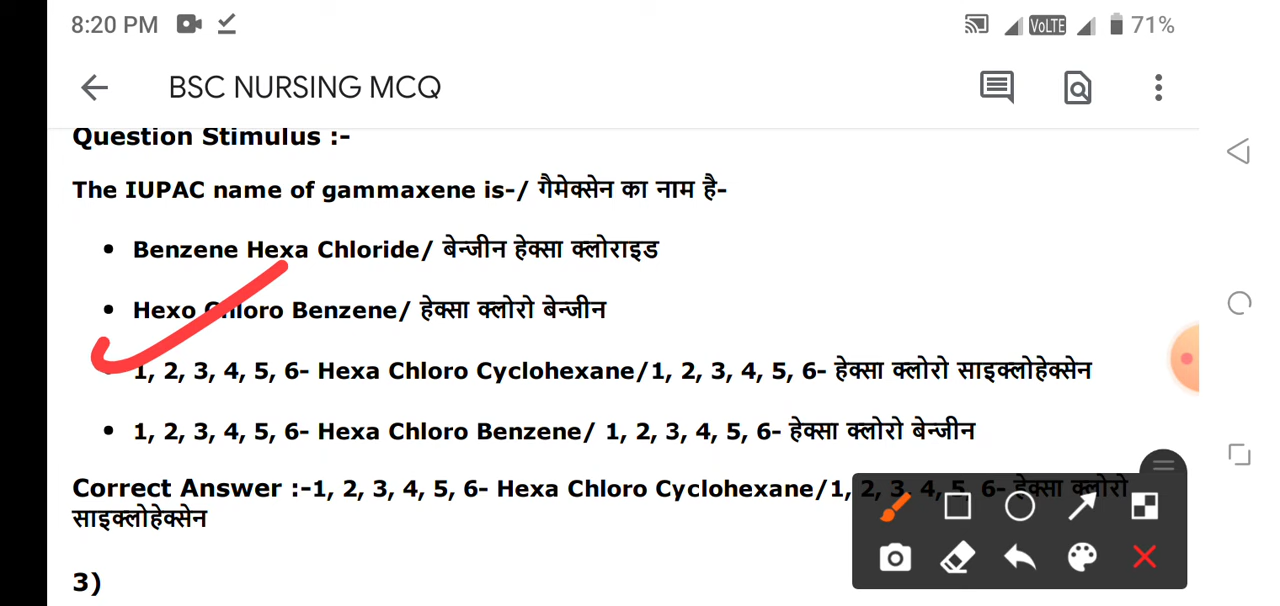 8:20 PM VoLTE 71%
BSC NURSING MCQ
Question Stimulus :-
The IUPAC name of gammaxene is-/ गैमेक्सेन का नाम है-
• Benzene Hexa Chloride/ बेन्जीन हेक्सा क्लोराइड
• Hexo Chloro Benzene/ हेक्सा क्लोरो बेन्जीन
• 1, 2, 3, 4, 5, 6- Hexa Chloro Cyclohexane/1, 2, 3, 4, 5, 6- हेक्सा क्लोरो साइक्लोहेक्सेन
• 1, 2, 3, 4, 5, 6- Hexa Chloro Benzene/ 1, 2, 3, 4, 5, 6- हेक्सा क्लोरो बेन्जीन
Correct Answer :-1, 2, 3, 4, 5, 6- Hexa Chloro Cyclohexane/1, 2, 3, 4, 5, 6- हेक्सा क्लोरो
साइक्लोहेक्सेन
3)